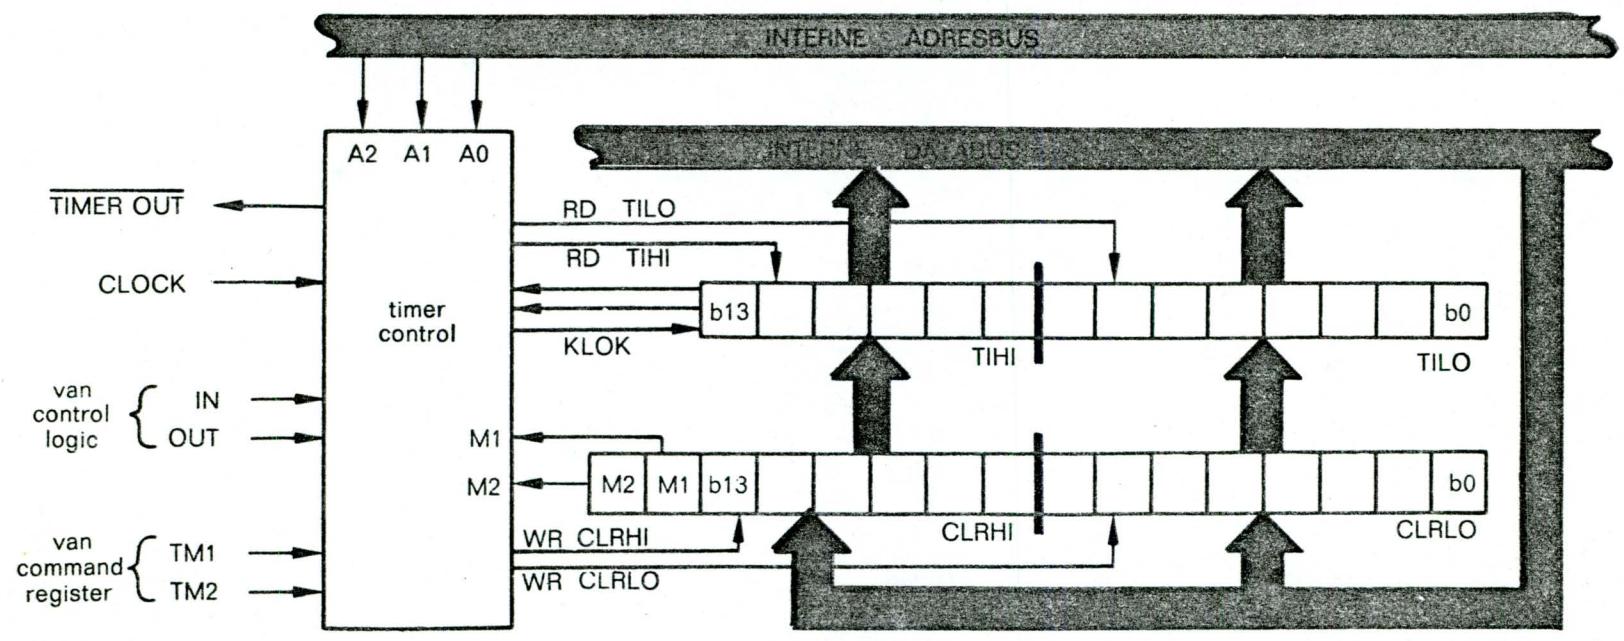 INTERNE ADRESBUS
A2 A1 A0
INTERNE DATABUS
TIMER OUT
RD TILO
RD TIHI
CLOCK
timer
control
b13
b0
KLOK
TIHI
TILO
van
control
logic
IN
OUT
M1
M2
M2 M1 b13
b0
CLRHI
CLRLO
WR CLRHI
WR CLRLO
van
command
register
TM1
TM2